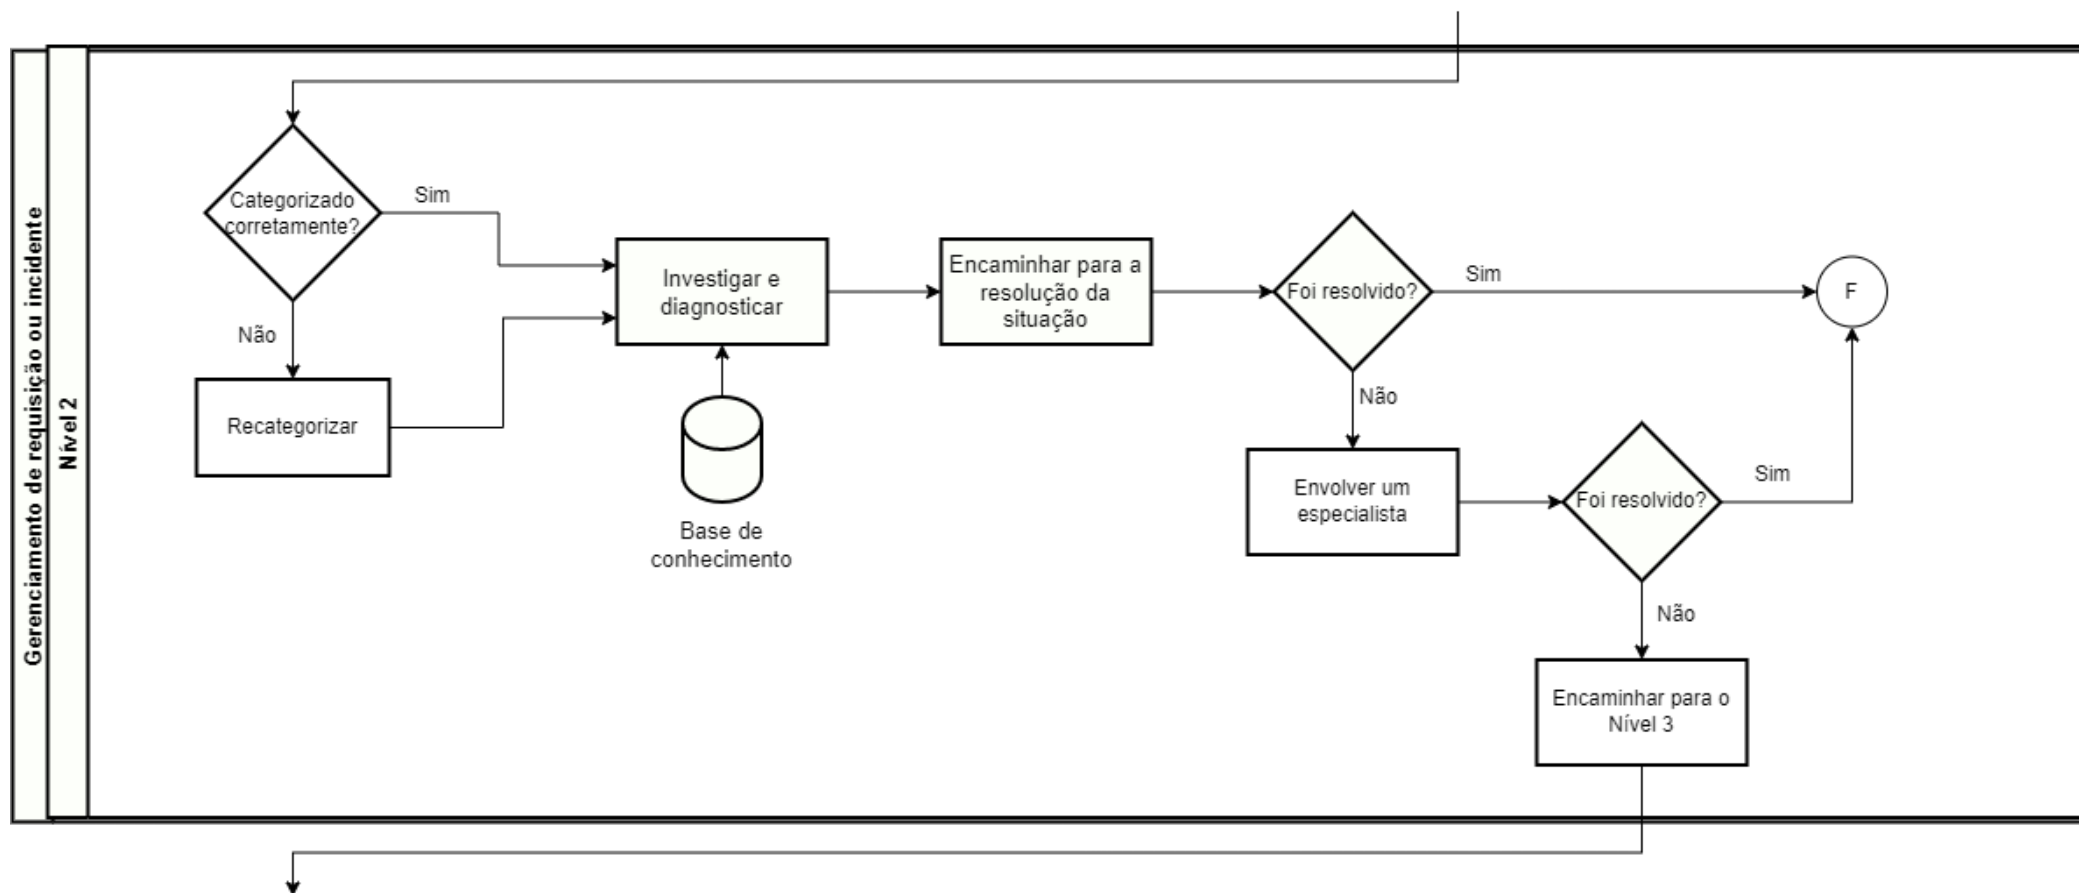 Gerenciamento de requisição ou incidente
Nível 2
Categorizado
corretamente?
Sim
Não
Recategorizar
Investigar e
diagnosticar
Base de
conhecimento
Encaminhar para a
resolução da
situação
Foi resolvido?
Sim
F
Não
Envolver um
especialista
Foi resolvido?
Sim
Não
Encaminhar para o
Nível 3